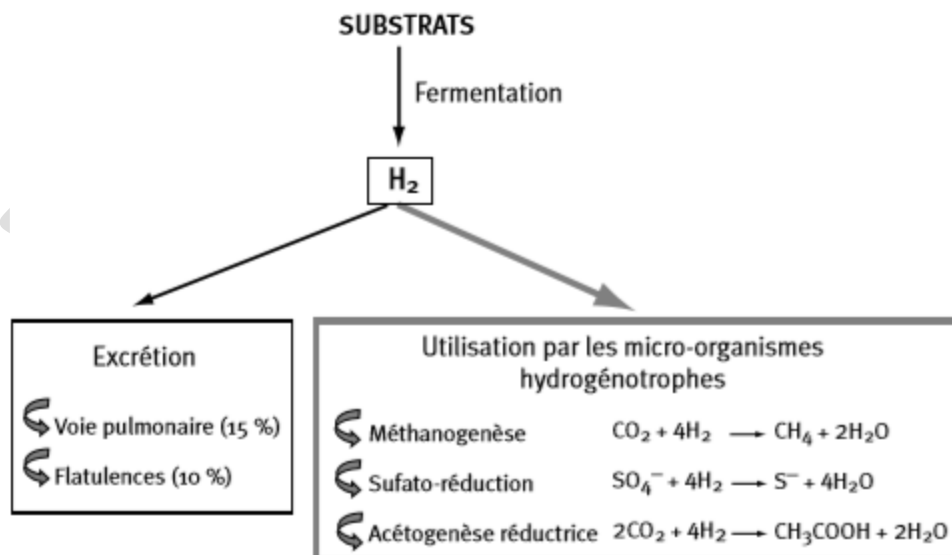 SUBSTRATS
Fermentation
H₂
Excrétion
Voie pulmonaire (15 %)
Flatulences (10 %)
Utilisation par les micro-organismes
hydrogénotrophes
Méthanogenèse CO₂ + 4H₂ → CH₄ + 2H₂O
Sufato-réduction SO₄⁻ + 4H₂ → S⁻ + 4H₂O
Acétogenèse réductrice 2CO₂ + 4H₂ → CH₃COOH + 2H₂O